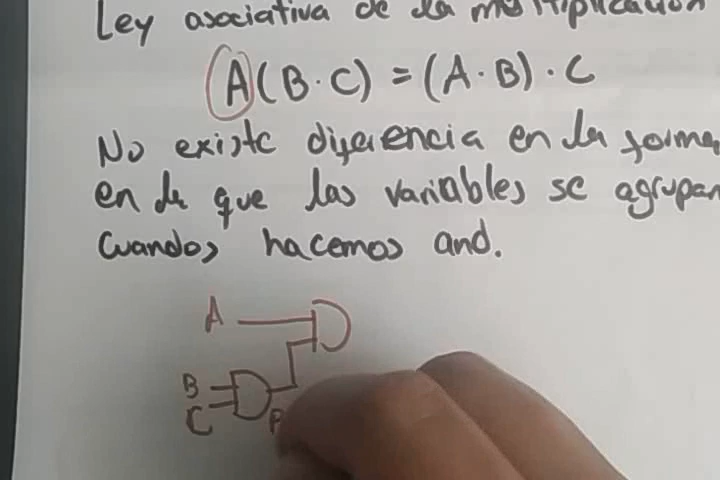 Ley asociativa de la multiplicación
A(B·C) = (A·B)·C
No existe diferencia en la forma
en la que las variables se agrupan
cuandos hacemos and.
A
B
C